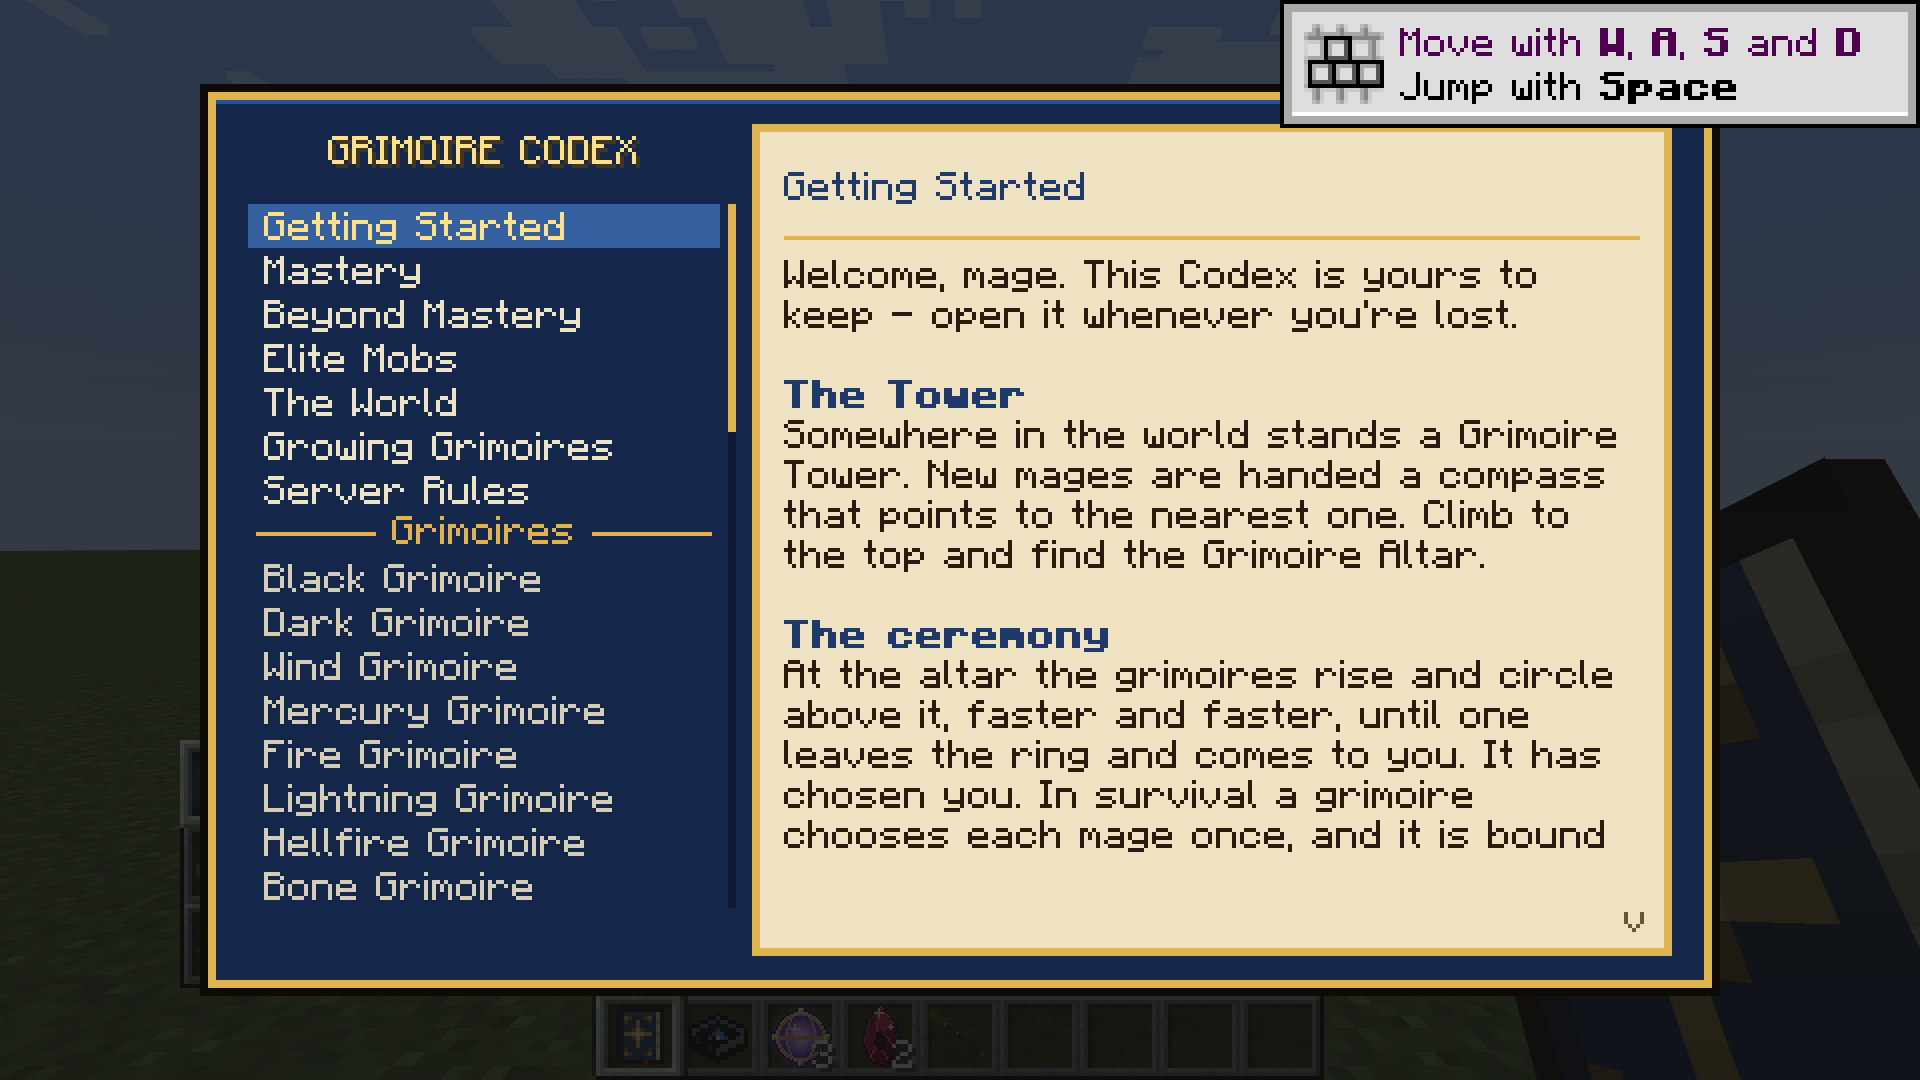 Move with W, A, S and D
Jump with Space
GRIMOIRE CODEX
Getting Started
Mastery
Beyond Mastery
Elite Mobs
The World
Growing Grimoires
Server Rules
Grimoires
Black Grimoire
Dark Grimoire
Wind Grimoire
Mercury Grimoire
Fire Grimoire
Lightning Grimoire
Hellfire Grimoire
Bone Grimoire
Getting Started
Welcome, mage. This Codex is yours to
keep - open it whenever you're lost.
The Tower
Somewhere in the world stands a Grimoire
Tower. New mages are handed a compass
that points to the nearest one. Climb to
the top and find the Grimoire Altar.
The ceremony
At the altar the grimoires rise and circle
above it, faster and faster, until one
leaves the ring and comes to you. It has
chosen you. In survival a grimoire
chooses each mage once, and it is bound
v
3
2